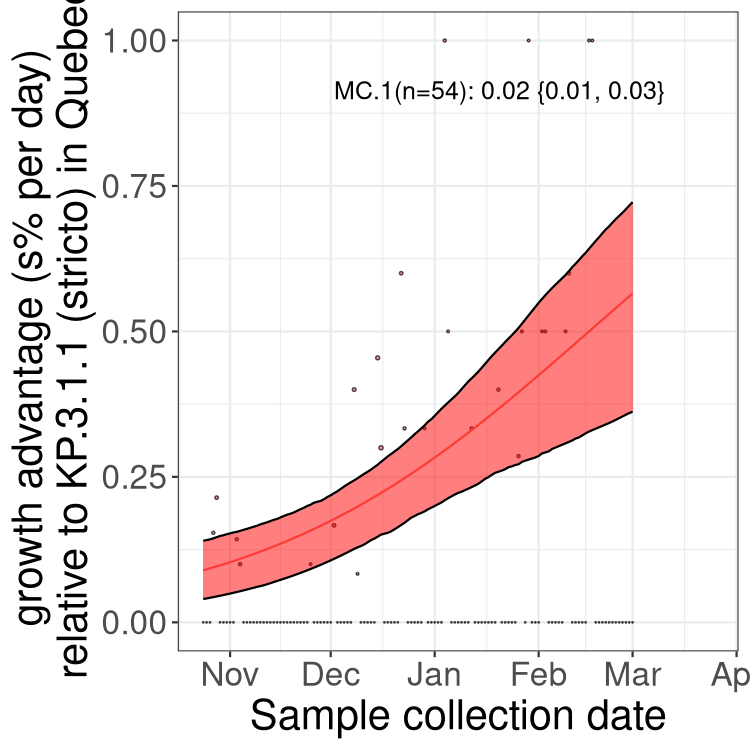 growth advantage (s% per day)
relative to KP.3.1.1 (stricto) in Quebec
1.00
MC.1(n=54): 0.02 {0.01, 0.03}
0.75
0.50
0.25
0.00
Nov Dec Jan Feb Mar Ap
Sample collection date